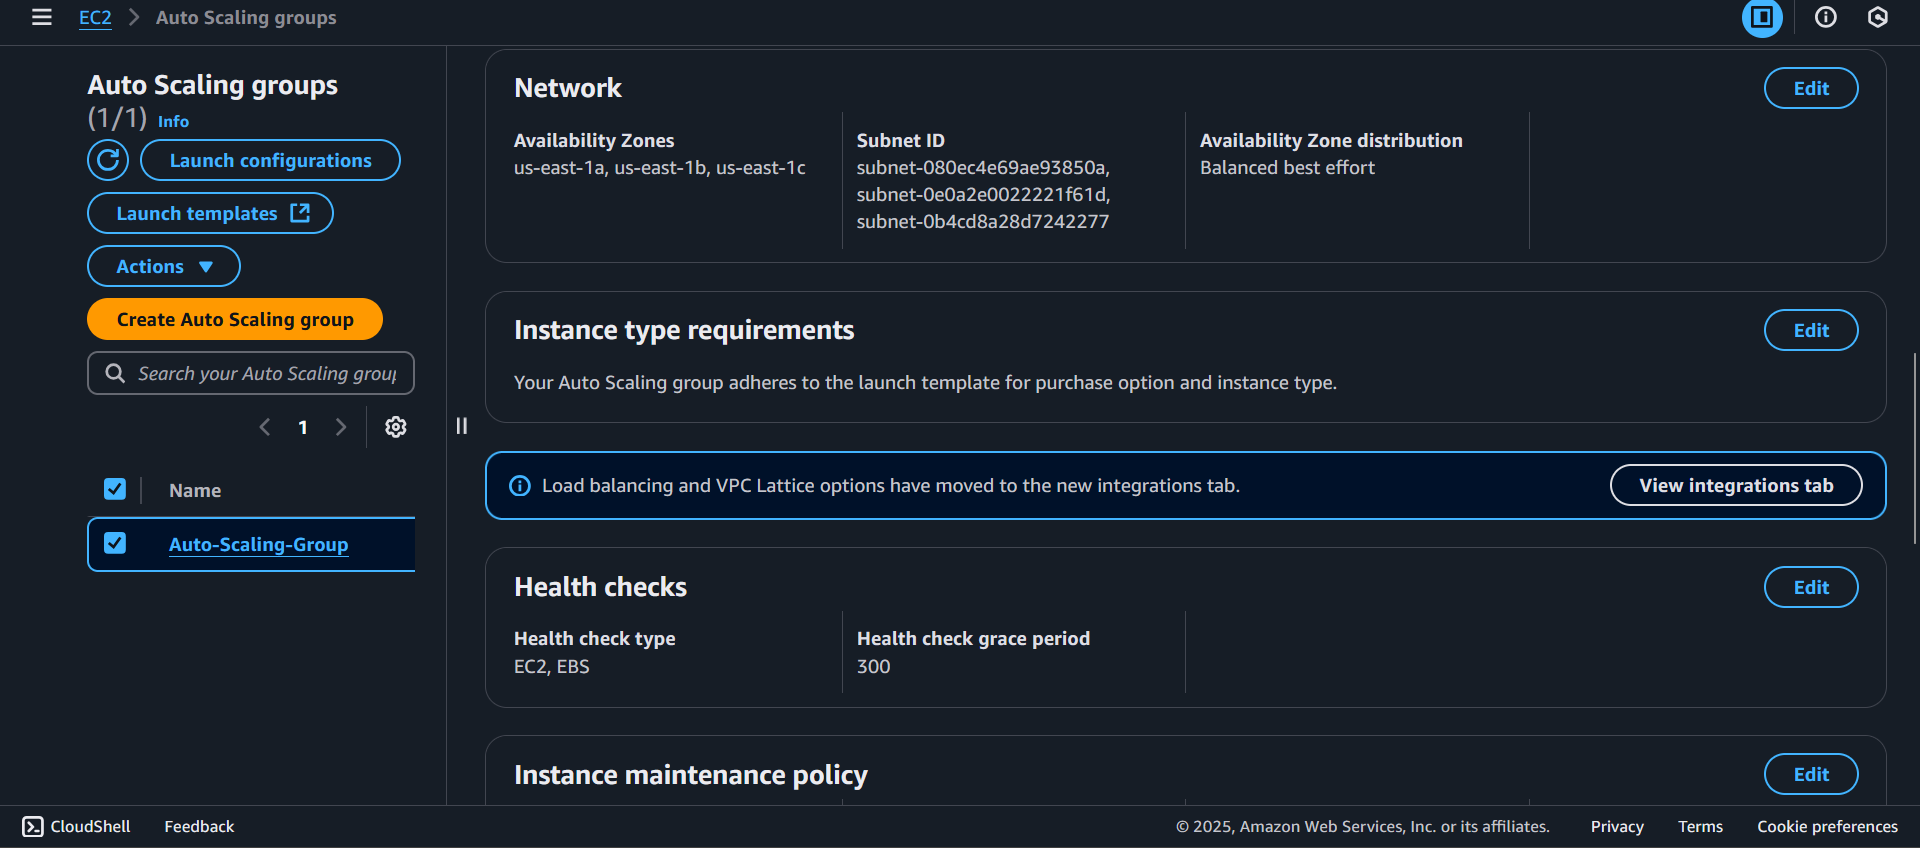 EC2 > Auto Scaling groups
Auto Scaling groups
(1/1) Info
Launch configurations
Launch templates
Actions
Create Auto Scaling group
Search your Auto Scaling group
1
Name
Auto-Scaling-Group
Network
Edit
Availability Zones
us-east-1a, us-east-1b, us-east-1c
Subnet ID
subnet-080ec4e69ae93850a,
subnet-0e0a2e0022221f61d,
subnet-0b4cd8a28d7242277
Availability Zone distribution
Balanced best effort
Instance type requirements
Edit
Your Auto Scaling group adheres to the launch template for purchase option and instance type.
Load balancing and VPC Lattice options have moved to the new integrations tab.
View integrations tab
Health checks
Edit
Health check type
EC2, EBS
Health check grace period
300
Instance maintenance policy
Edit
CloudShell
Feedback
© 2025, Amazon Web Services, Inc. or its affiliates.
Privacy
Terms
Cookie preferences